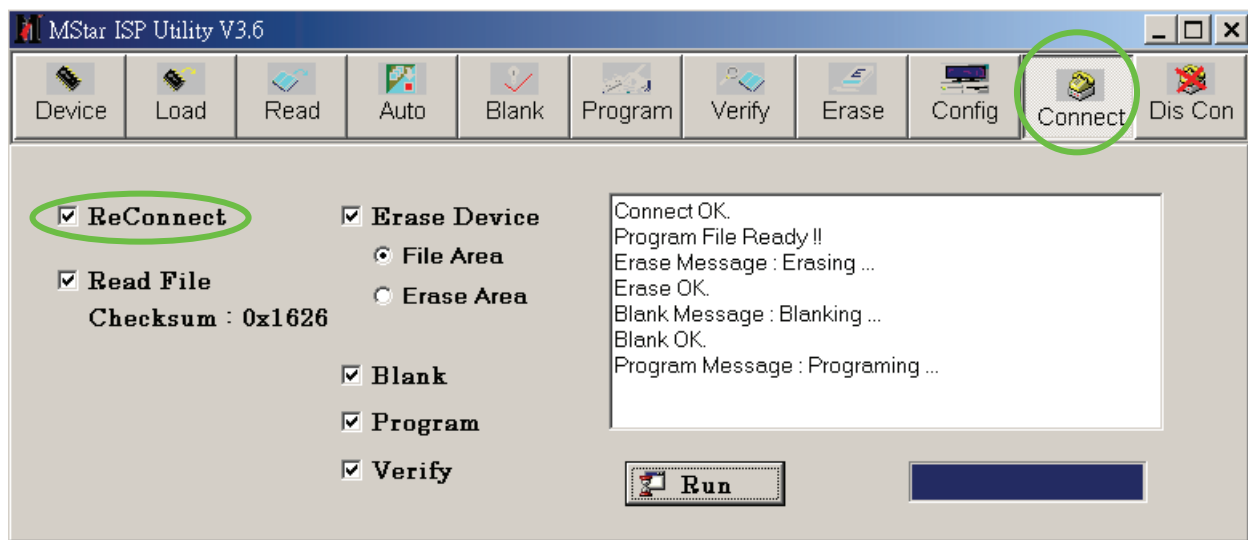 MStar ISP Utility V3.6
Device Load Read Auto Blank Program Verify Erase Config Connect Dis Con
ReConnect
Read File
Checksum : 0x1626
Erase Device
File Area
Erase Area
Blank
Program
Verify
Connect OK.
Program File Ready !!
Erase Message : Erasing ...
Erase OK.
Blank Message : Blanking ...
Blank OK.
Program Message : Programing ...
Run